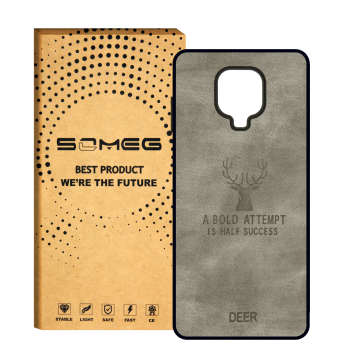 SOMEG
BEST PRODUCT
WE'RE THE FUTURE
STABLE LIGHT SAFE FAST CE
A BOLD ATTEMPT
IS HALF SUCCESS
DEER